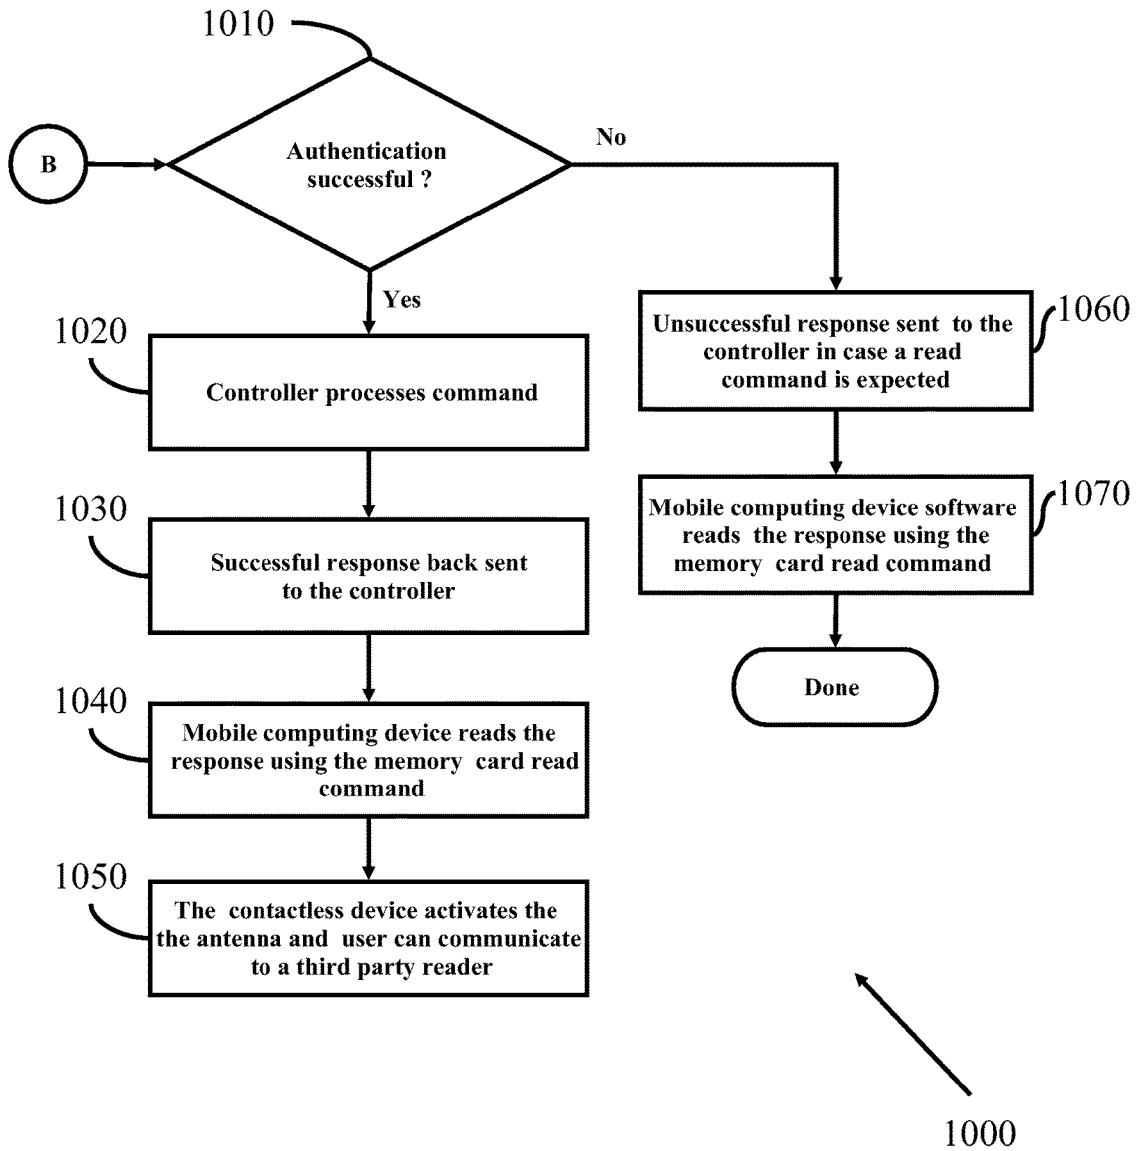 1010
B
Authentication
successful ?
No
Yes
1020
Controller processes command
1030
Successful response back sent
to the controller
1040
Mobile computing device reads the
response using the memory card read
command
1050
The contactless device activates the
the antenna and user can communicate
to a third party reader
1060
Unsuccessful response sent to the
controller in case a read
command is expected
1070
Mobile computing device software
reads the response using the
memory card read command
Done
1000